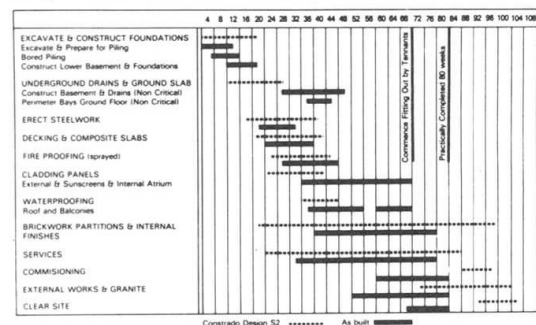 4 8 12 16 20 24 28 32 36 40 44 48 52 56 60 64 68 72 76 80 84 88 92 96 100 104 108
EXCAVATE & CONSTRUCT FOUNDATIONS
Excavate & Prepare for Piling
Bored Piling
Construct Lower Basement & Foundations
UNDERGROUND DRAINS & GROUND SLAB
Construct Basement & Drains (Non Critical)
Perimeter Bays Ground Floor (Non Critical)
ERECT STEELWORK
DECKING & COMPOSITE SLABS
FIRE PROOFING (sprayed)
CLADDING PANELS
External & Sunscreens & Internal Atrium
WATERPROOFING
Roof and Balconies
BRICKWORK PARTITIONS & INTERNAL
FINISHES
SERVICES
COMMISIONING
EXTERNAL WORKS & GRANITE
CLEAR SITE
Commence Fitting Out by Tennants
Practically Completed 80 weeks
Constrado Design S2
As built